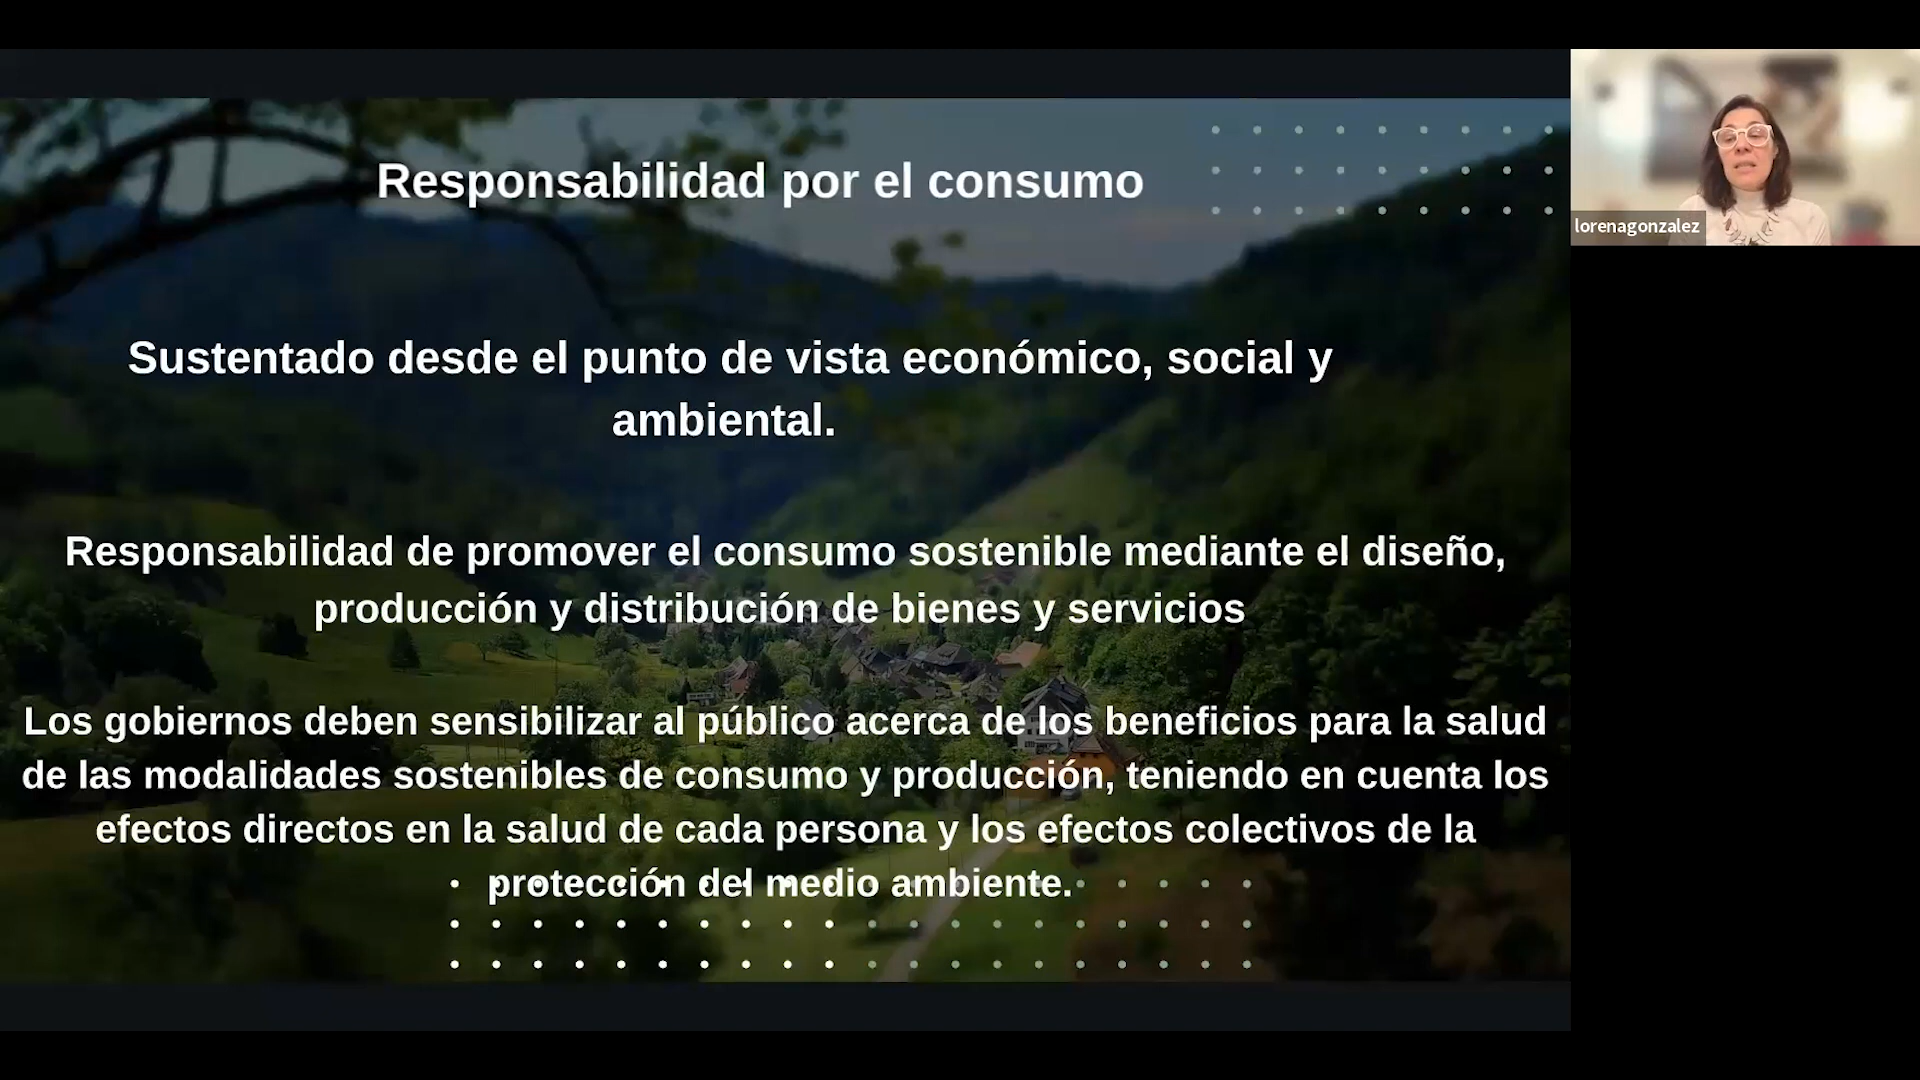 Responsabilidad por el consumo
Sustentado desde el punto de vista económico, social y
ambiental.
Responsabilidad de promover el consumo sostenible mediante el diseño,
producción y distribución de bienes y servicios
Los gobiernos deben sensibilizar al público acerca de los beneficios para la salud
de las modalidades sostenibles de consumo y producción, teniendo en cuenta los
efectos directos en la salud de cada persona y los efectos colectivos de la
protección del medio ambiente.
lorenagonzalez